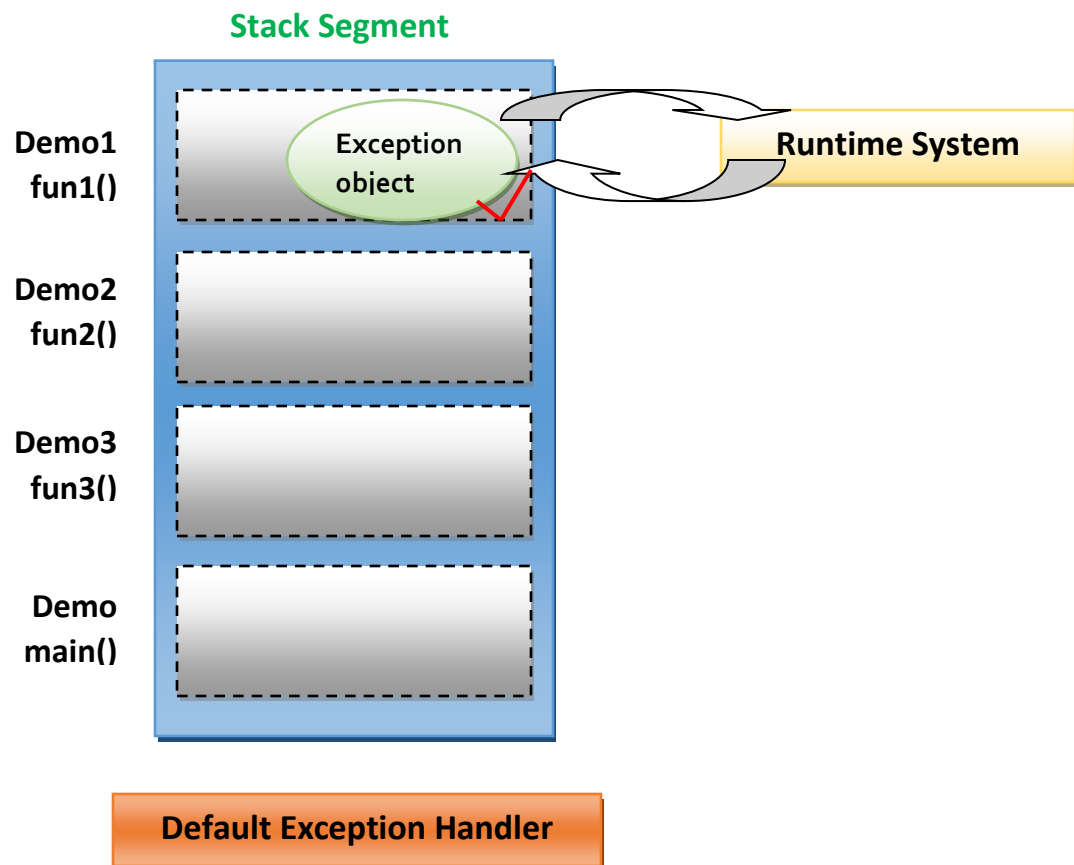 Stack Segment
Demo1
fun1()
Exception
object
Runtime System
Demo2
fun2()
Demo3
fun3()
Demo
main()
Default Exception Handler